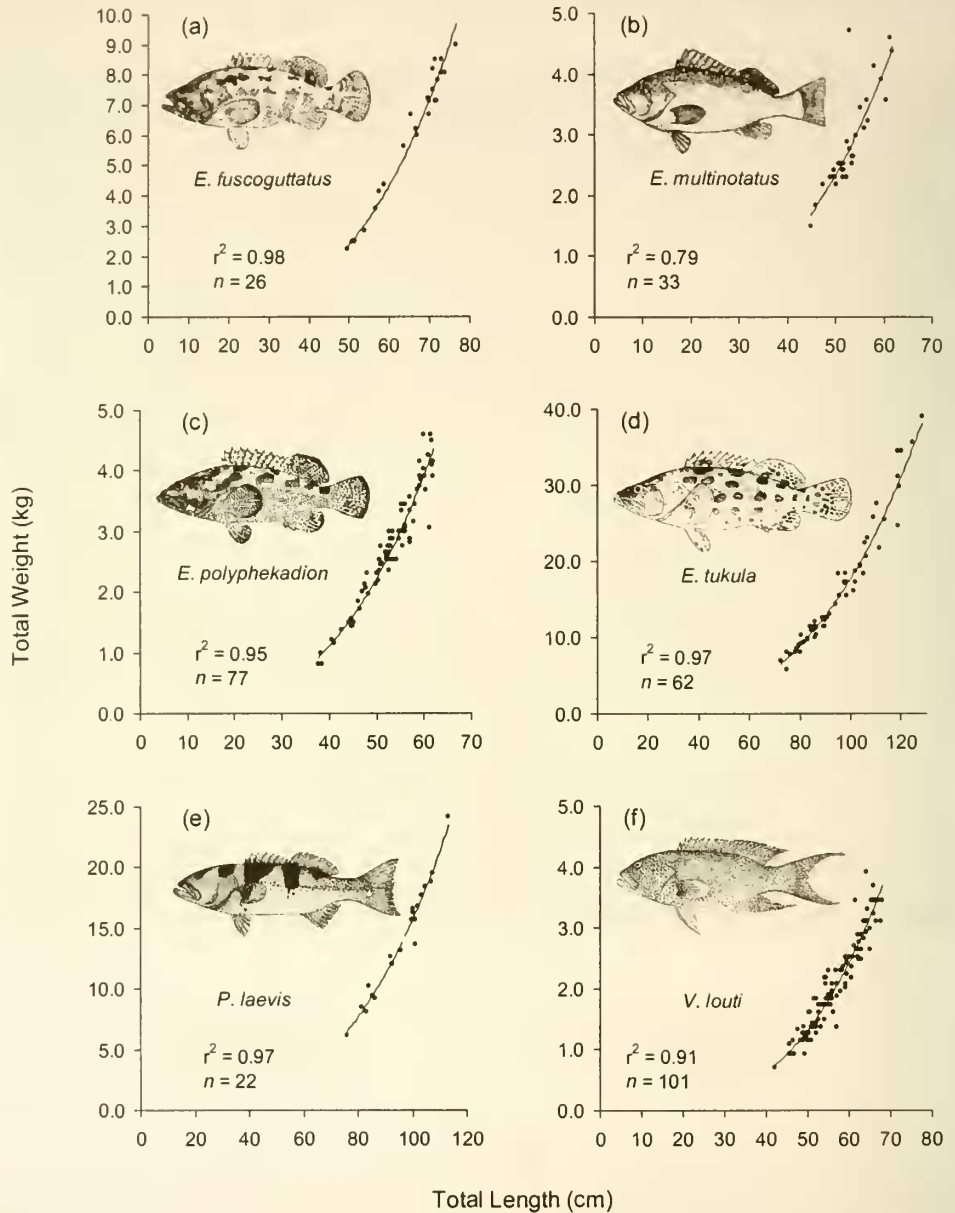 Total Weight (kg)
(a)
10.0
9.0
8.0
7.0
6.0
5.0
4.0
3.0
2.0
1.0
0.0
E. fuscoguttatus
r² = 0.98
n = 26
0 10 20 30 40 50 60 70 80
(b)
5.0
4.0
3.0
2.0
1.0
0.0
E. multinotatus
r² = 0.79
n = 33
0 10 20 30 40 50 60 70
(c)
5.0
4.0
3.0
2.0
1.0
0.0
E. polyphekadion
r² = 0.95
n = 77
0 10 20 30 40 50 60 70
(d)
40.0
30.0
20.0
10.0
0.0
E. tukula
r² = 0.97
n = 62
0 20 40 60 80 100 120
(e)
25.0
20.0
15.0
10.0
5.0
0.0
P. laevis
r² = 0.97
n = 22
0 20 40 60 80 100 120
(f)
5.0
4.0
3.0
2.0
1.0
0.0
V. louti
r² = 0.91
n = 101
0 10 20 30 40 50 60 70 80
Total Length (cm)